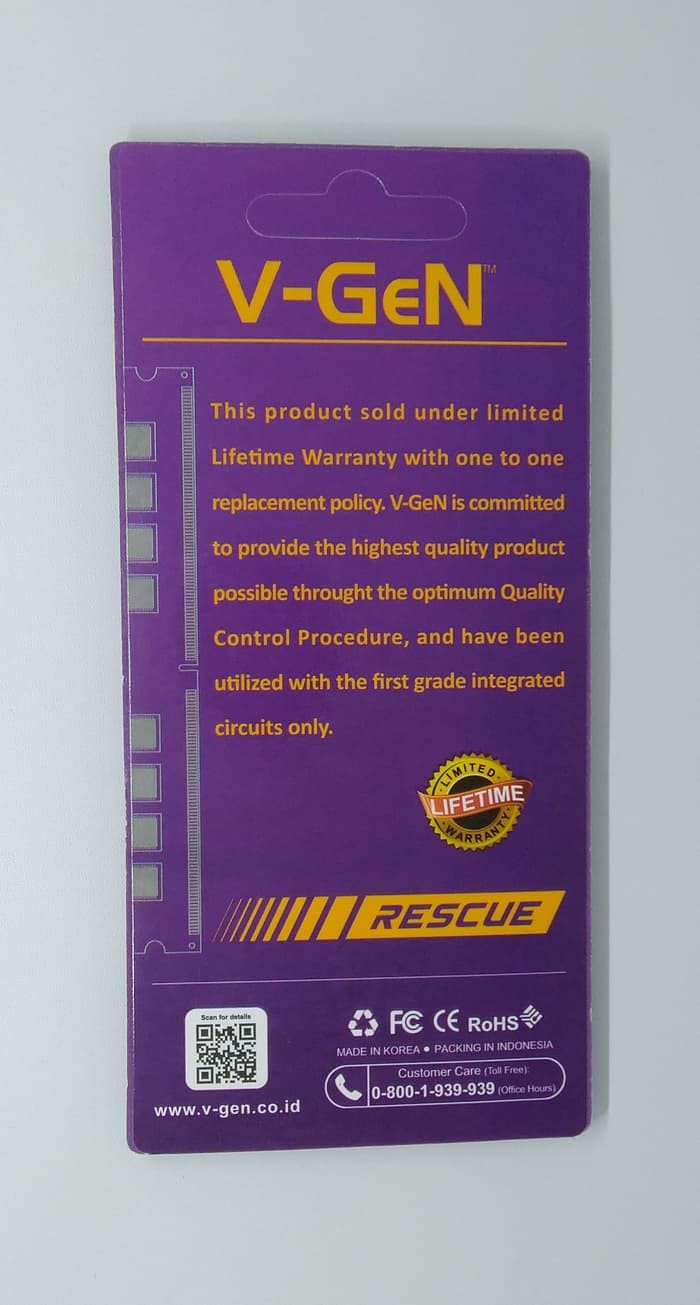 V-GeN™
This product sold under limited
Lifetime Warranty with one to one
replacement policy. V-GeN is committed
to provide the highest quality product
possible throught the optimum Quality
Control Procedure, and have been
utilized with the first grade integrated
circuits only.
LIMITED
LIFETIME
WARRANTY
RESCUE
Scan for details
www.v-gen.co.id
FC CE RoHS
MADE IN KOREA ● PACKING IN INDONESIA
Customer Care (Toll Free):
0-800-1-939-939 (Office Hours)